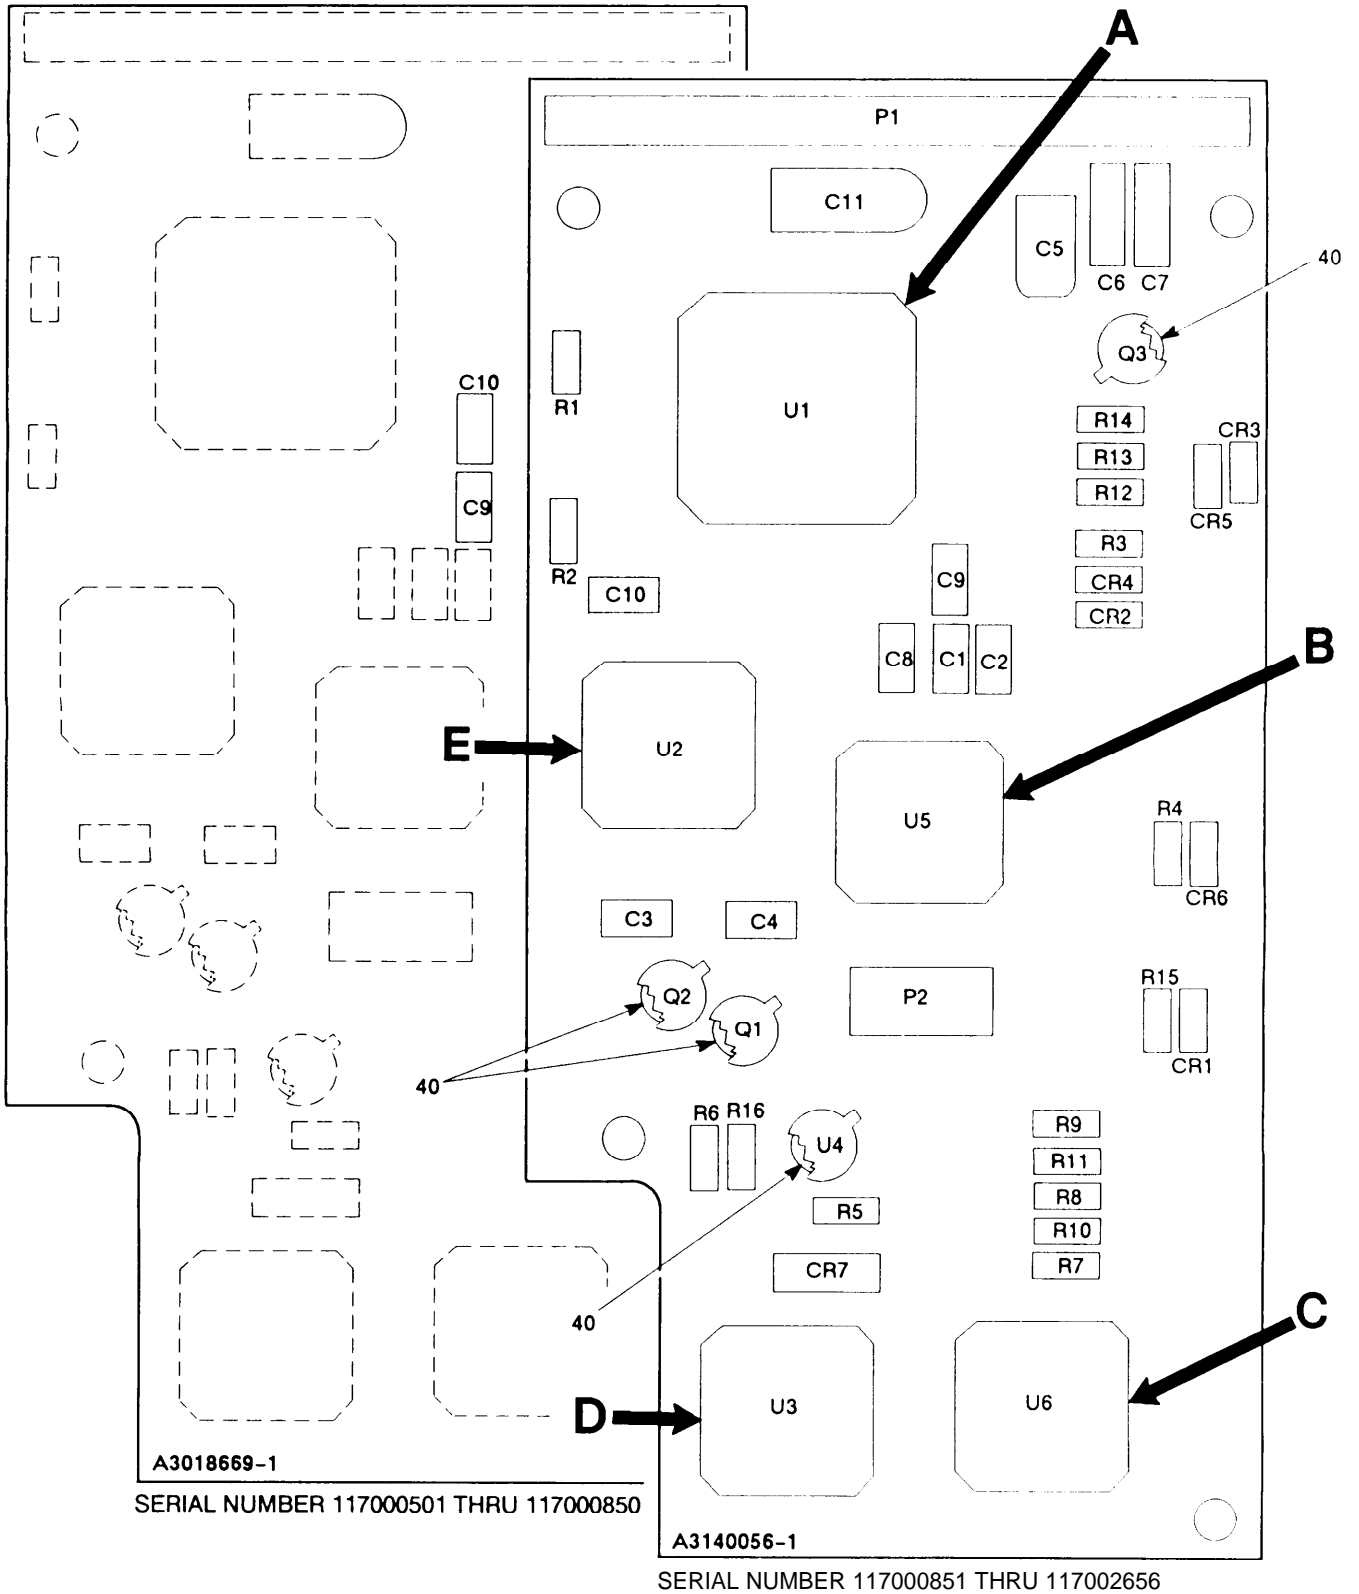 A
P1
C11
C5
C6 C7
40
Q3
C10
R1
U1
R14
CR3
R13
C9
R12
CR5
R3
R2
C9
C10
CR4
CR2
C8 C1 C2
B
E
U2
U5
R4
CR6
C3 C4
R15
Q2
P2
Q1
CR1
40
R6 R16
R9
U4
R11
R8
R5
R10
R7
CR7
40
C
U3
U6
D
A3018669-1
SERIAL NUMBER 117000501 THRU 117000850
A3140056-1
SERIAL NUMBER 117000851 THRU 117002656